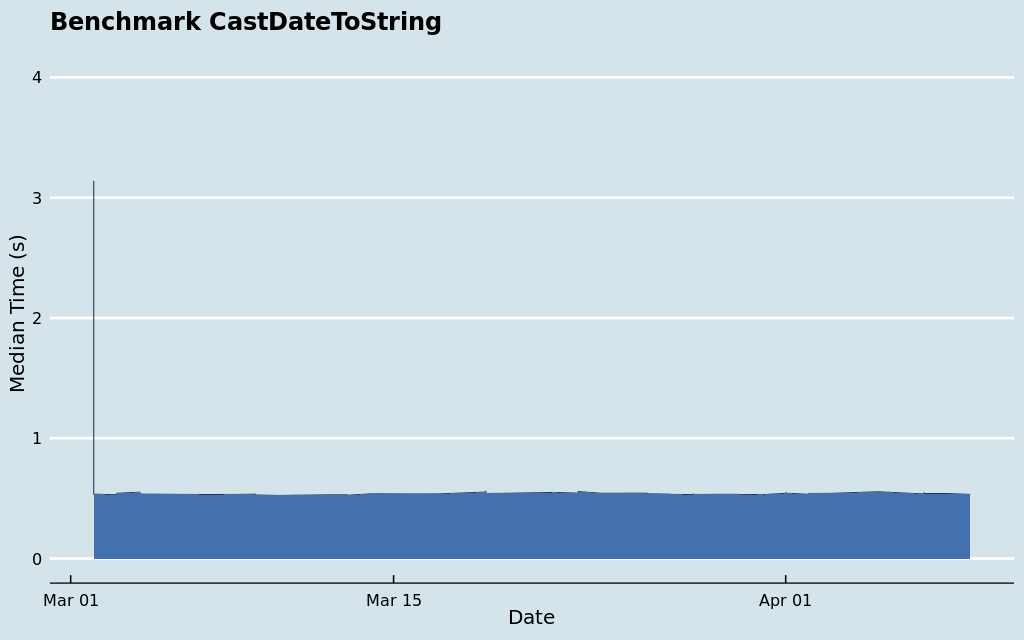 Benchmark CastDateToString
4
3
2
1
0
Median Time (s)
Mar 01
Mar 15
Apr 01
Date